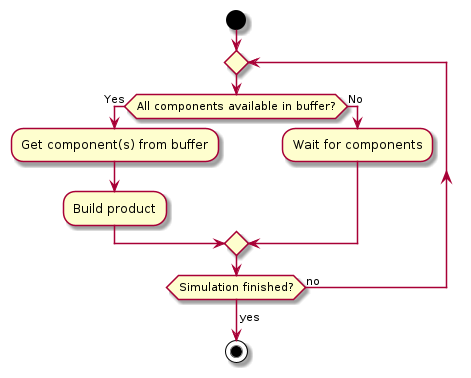 Yes
All components available in buffer?
No
Get component(s) from buffer
Wait for components
Build product
Simulation finished?
no
yes